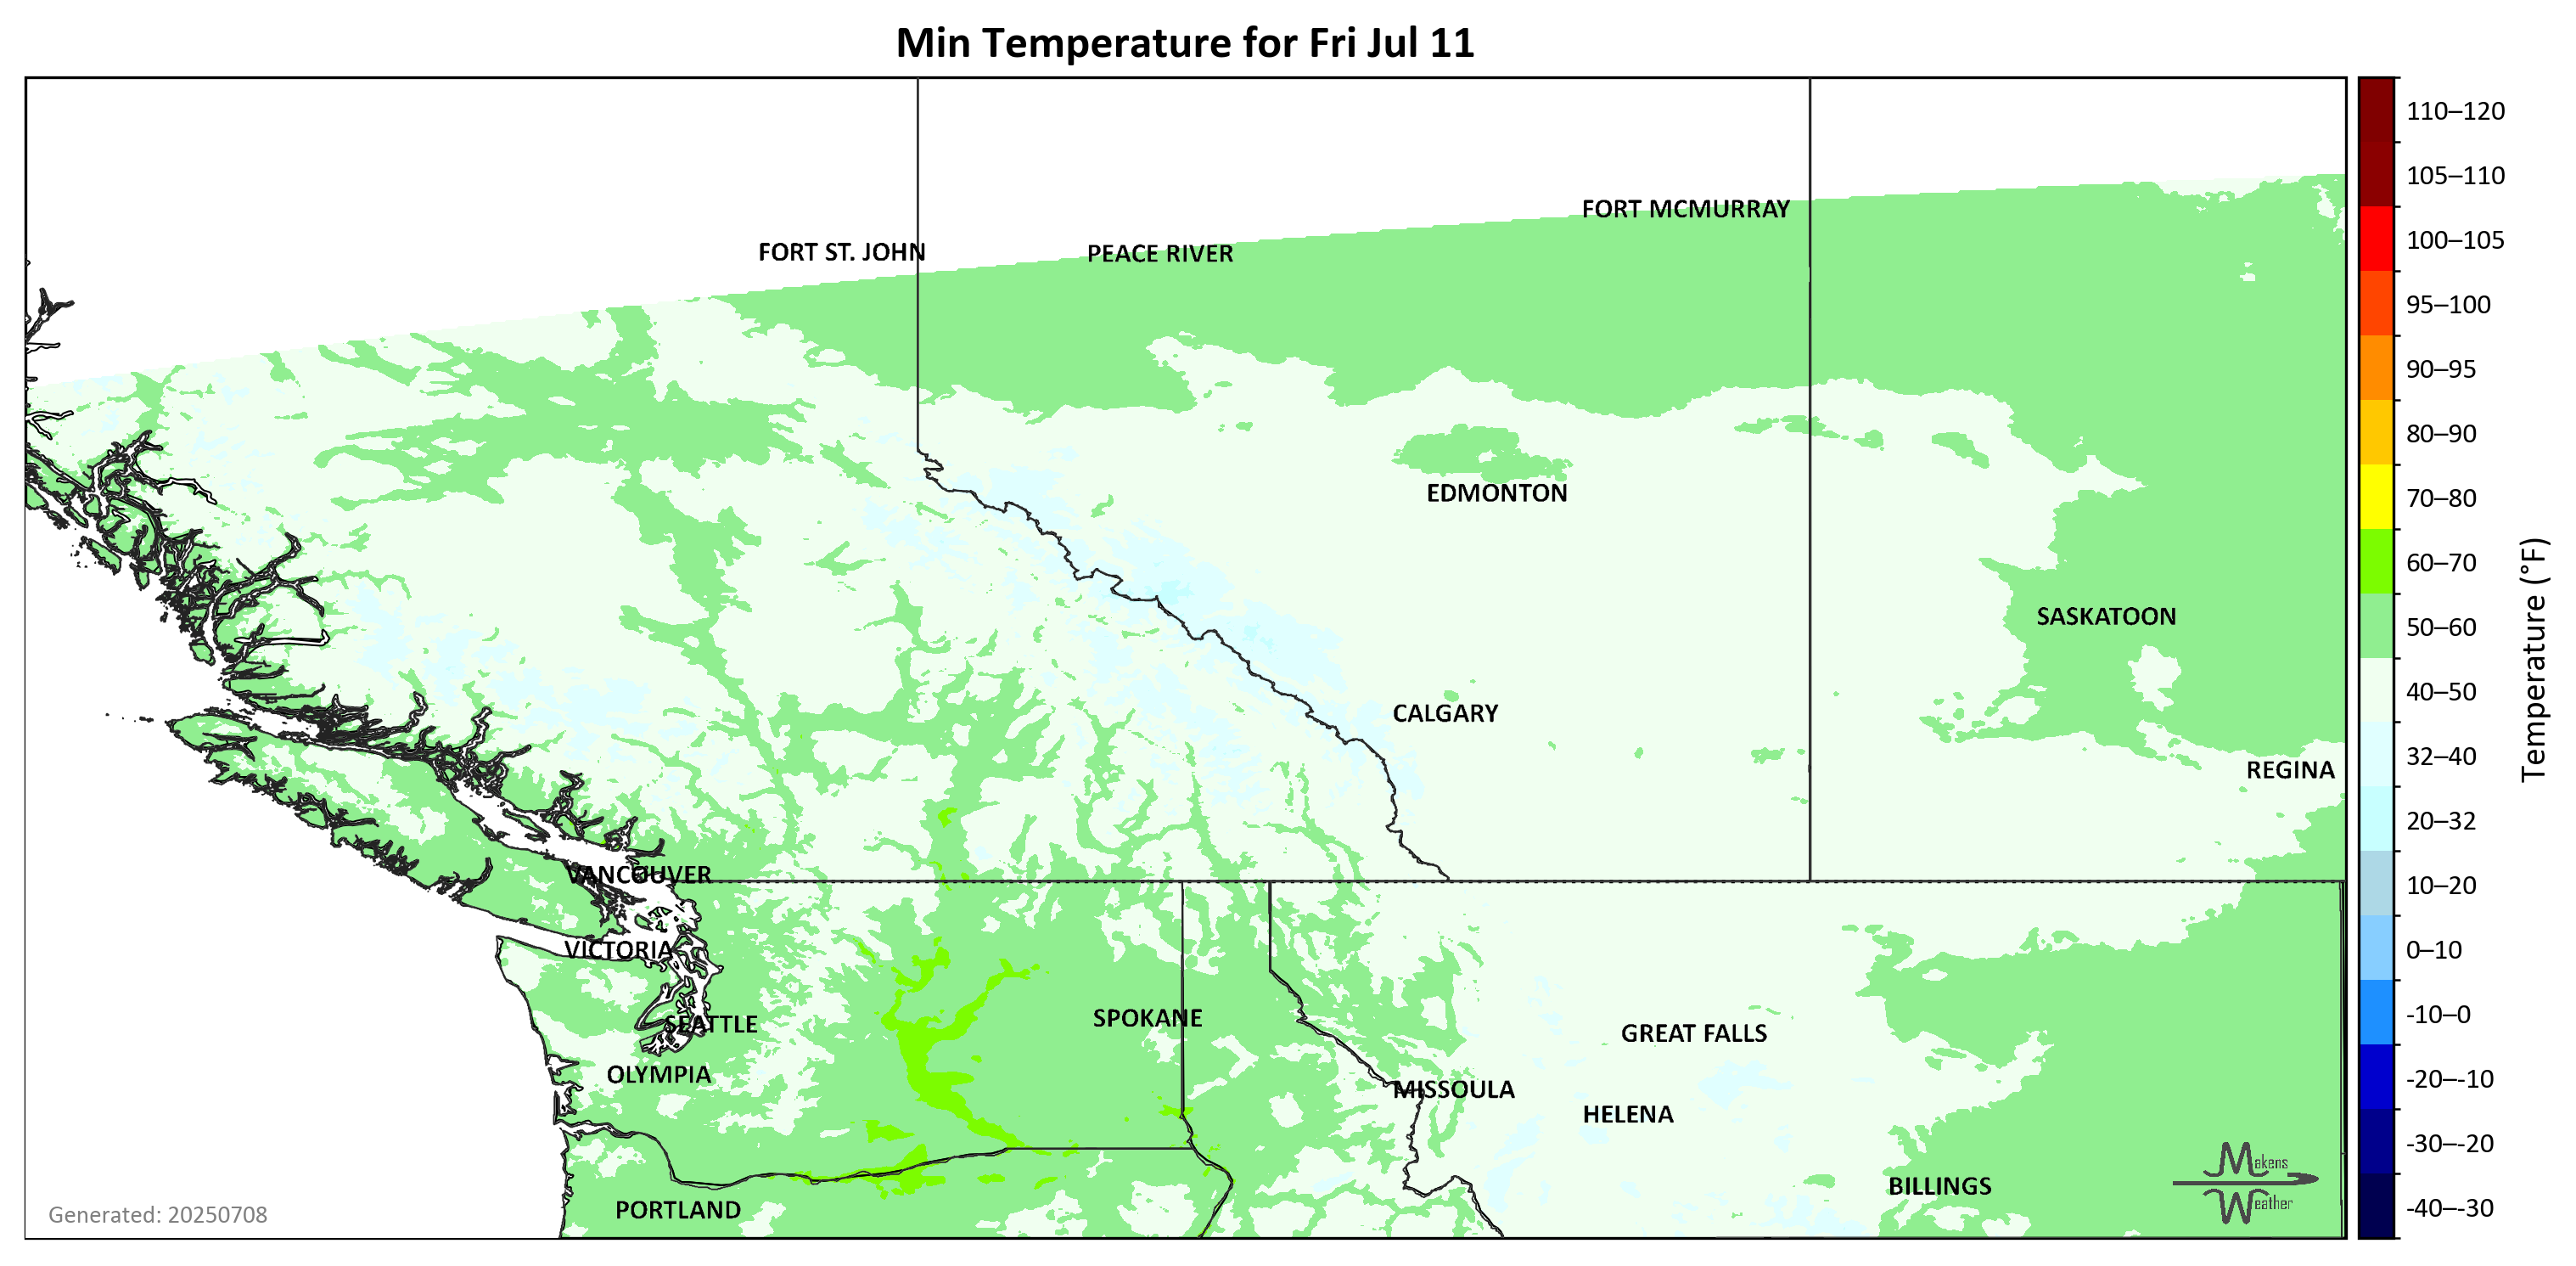 Min Temperature for Fri Jul 11
110–120
105–110
100–105
95–100
90–95
80–90
70–80
60–70
50–60
40–50
32–40
20–32
10–20
0–10
-10–0
-20–-10
-30–-20
-40–-30
Temperature (°F)
FORT MCMURRAY
FORT ST. JOHN
PEACE RIVER
EDMONTON
SASKATOON
CALGARY
REGINA
VANCOUVER
VICTORIA
SEATTLE
SPOKANE
GREAT FALLS
OLYMPIA
MISSOULA
HELENA
BILLINGS
PORTLAND
Makens
Weather
Generated: 20250708